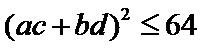 (ac + bd)² ≤ 64